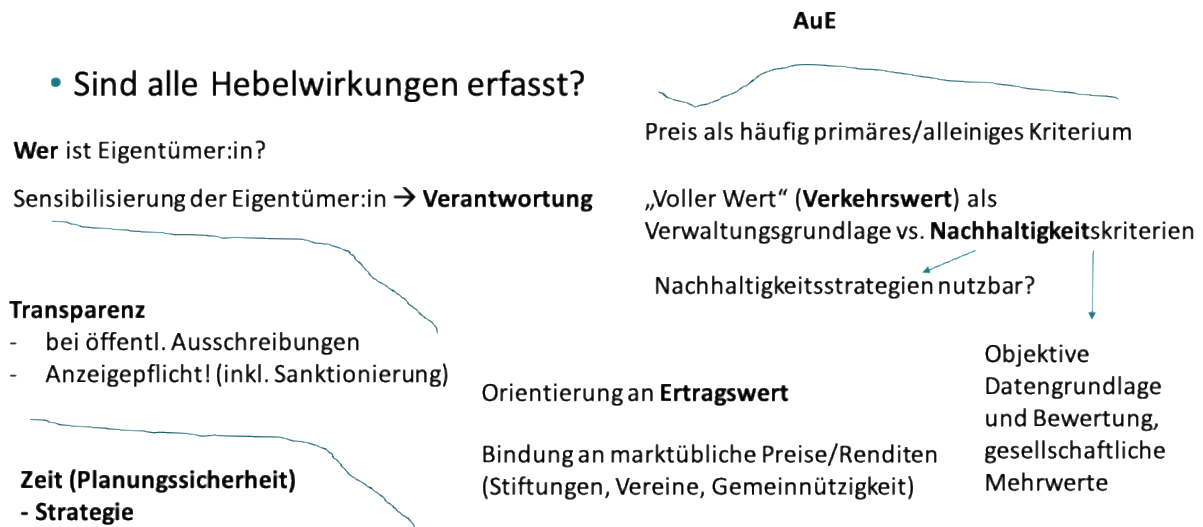 AuE
• Sind alle Hebelwirkungen erfasst?
Wer ist Eigentümer:in?
Sensibilisierung der Eigentümer:in → Verantwortung
Transparenz
- bei öffentl. Ausschreibungen
- Anzeigepflicht! (inkl. Sanktionierung)
Zeit (Planungssicherheit)
- Strategie
Preis als häufig primäres/alleiniges Kriterium
„Voller Wert“ (Verkehrswert) als
Verwaltungsgrundlage vs. Nachhaltigkeitskriterien
Nachhaltigkeitsstrategien nutzbar?
Orientierung an Ertragswert
Bindung an marktübliche Preise/Renditen
(Stiftungen, Vereine, Gemeinnützigkeit)
Objektive
Datengrundlage
und Bewertung,
gesellschaftliche
Mehrwerte